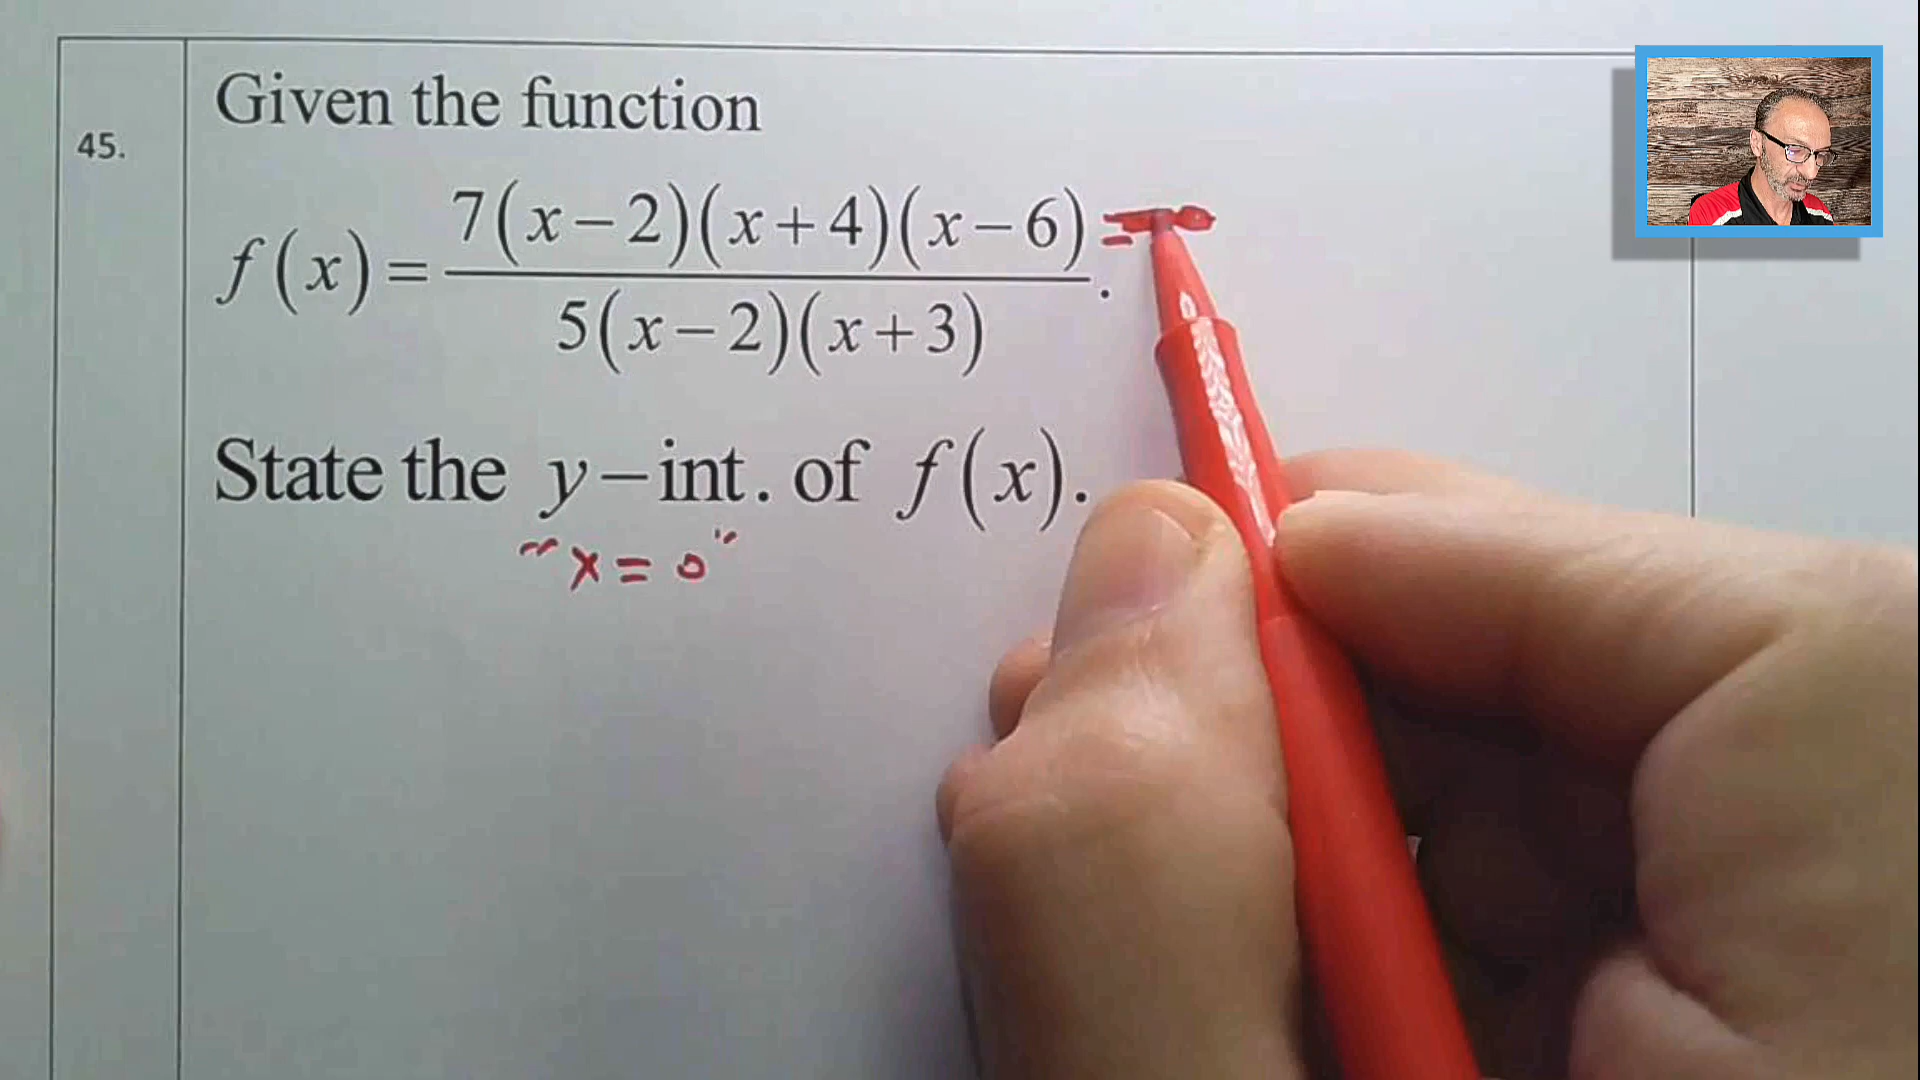 45.
Given the function
f(x) = 7(x−2)(x+4)(x−6) / 5(x−2)(x+3). =
State the y−int. of f(x).
"x = 0"